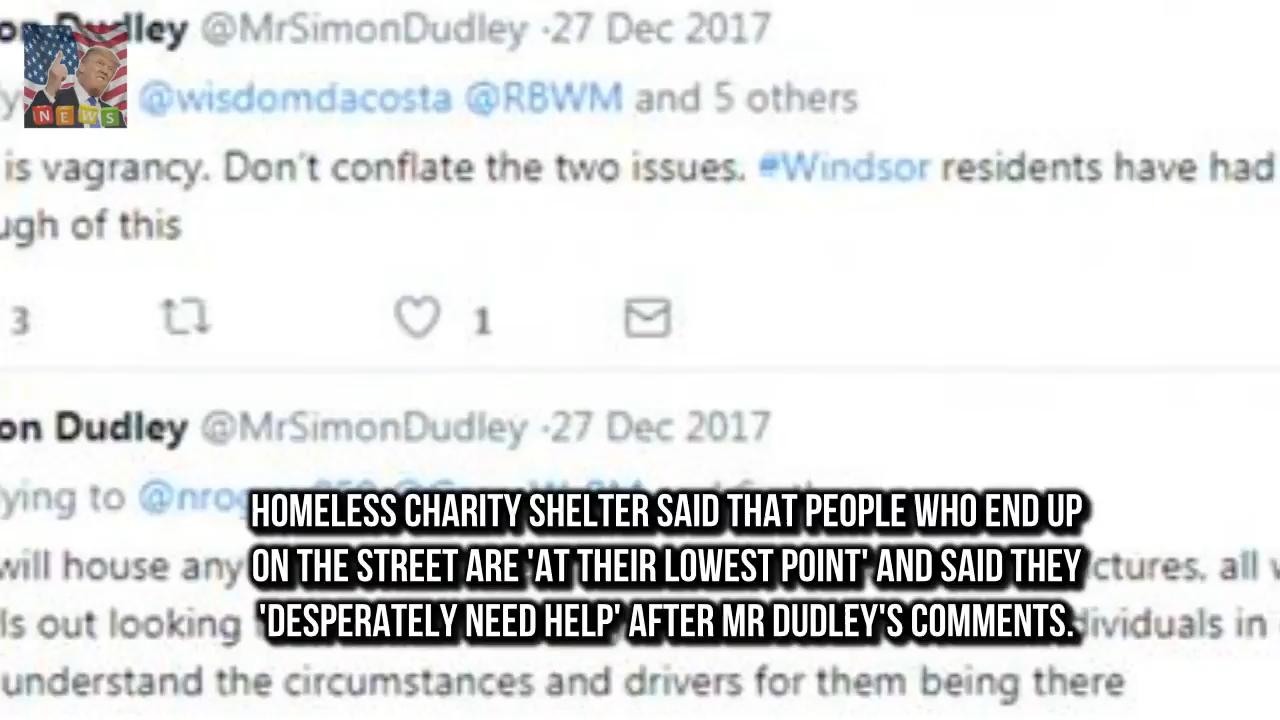 on Dudley @MrSimonDudley ·27 Dec 2017
NEWS
@wisdomdacosta @RBWM and 5 others
is vagrancy. Don't conflate the two issues. #Windsor residents have had
ugh of this
3 1
on Dudley @MrSimonDudley ·27 Dec 2017
ying to
HOMELESS CHARITY SHELTER SAID THAT PEOPLE WHO END UP
will house any ctures, all
ON THE STREET ARE 'AT THEIR LOWEST POINT' AND SAID THEY
ls out looking dividuals in
'DESPERATELY NEED HELP' AFTER MR DUDLEY'S COMMENTS.
understand the circumstances and drivers for them being there